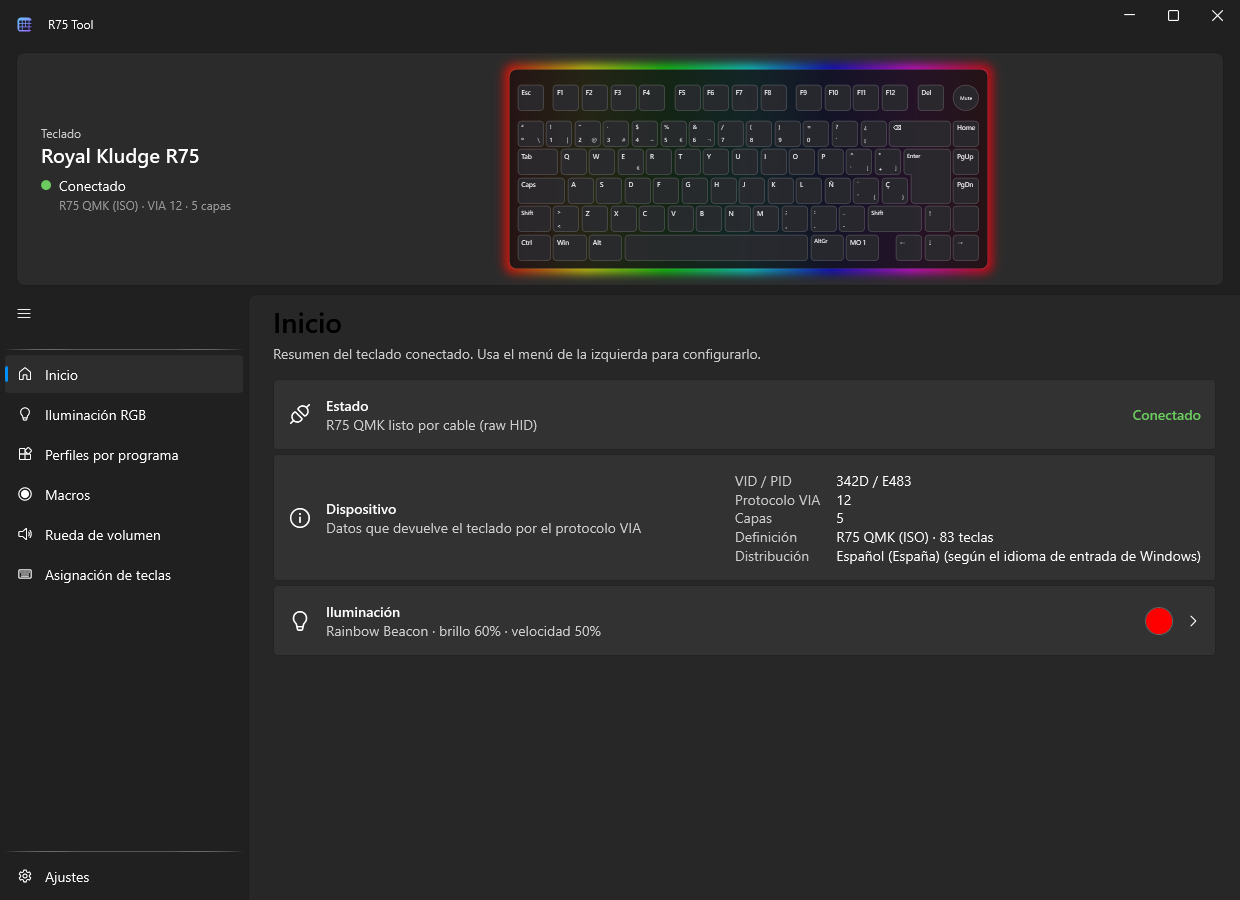 R75 Tool
Teclado
Royal Kludge R75
Conectado
R75 QMK (ISO) · VIA 12 · 5 capas
Esc F1 F2 F3 F4 F5 F6 F7 F8 F9 F10 F11 F12 Del Mute
Home
Tab Q W E R T Y U I O P Enter PgUp
Caps A S D F G H J K L Ñ Ç PgDn
Shift Z X C V B N M Shift
Ctrl Win Alt AltGr MO 1 ← ↓ →
Inicio
Resumen del teclado conectado. Usa el menú de la izquierda para configurarlo.
Inicio
Iluminación RGB
Perfiles por programa
Macros
Rueda de volumen
Asignación de teclas
Ajustes
Estado
R75 QMK listo por cable (raw HID)
Conectado
Dispositivo
Datos que devuelve el teclado por el protocolo VIA
VID / PID 342D / E483
Protocolo VIA 12
Capas 5
Definición R75 QMK (ISO) · 83 teclas
Distribución Español (España) (según el idioma de entrada de Windows)
Iluminación
Rainbow Beacon · brillo 60% · velocidad 50%